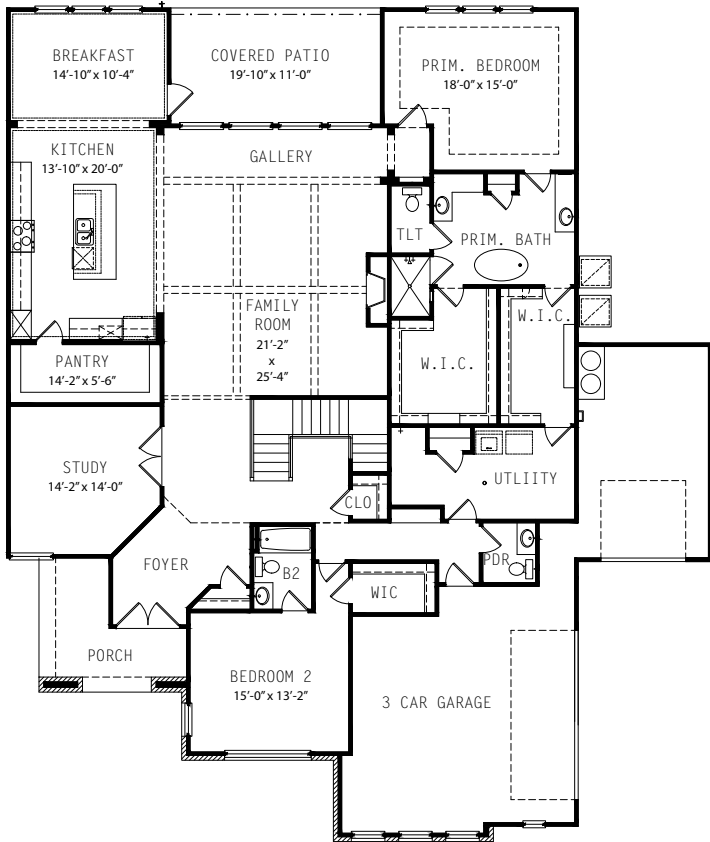 BREAKFAST
14'-10" x 10'-4"
COVERED PATIO
19'-10" x 11'-0"
PRIM. BEDROOM
18'-0" x 15'-0"
KITCHEN
13'-10" x 20'-0"
GALLERY
TLT
PRIM. BATH
FAMILY
ROOM
21'-2"
x
25'-4"
W.I.C.
W.I.C.
PANTRY
14'-2" x 5'-6"
STUDY
14'-2" x 14'-0"
UTLIITY
CLO
FOYER
B2
PDR
WIC
PORCH
BEDROOM 2
15'-0" x 13'-2"
3 CAR GARAGE